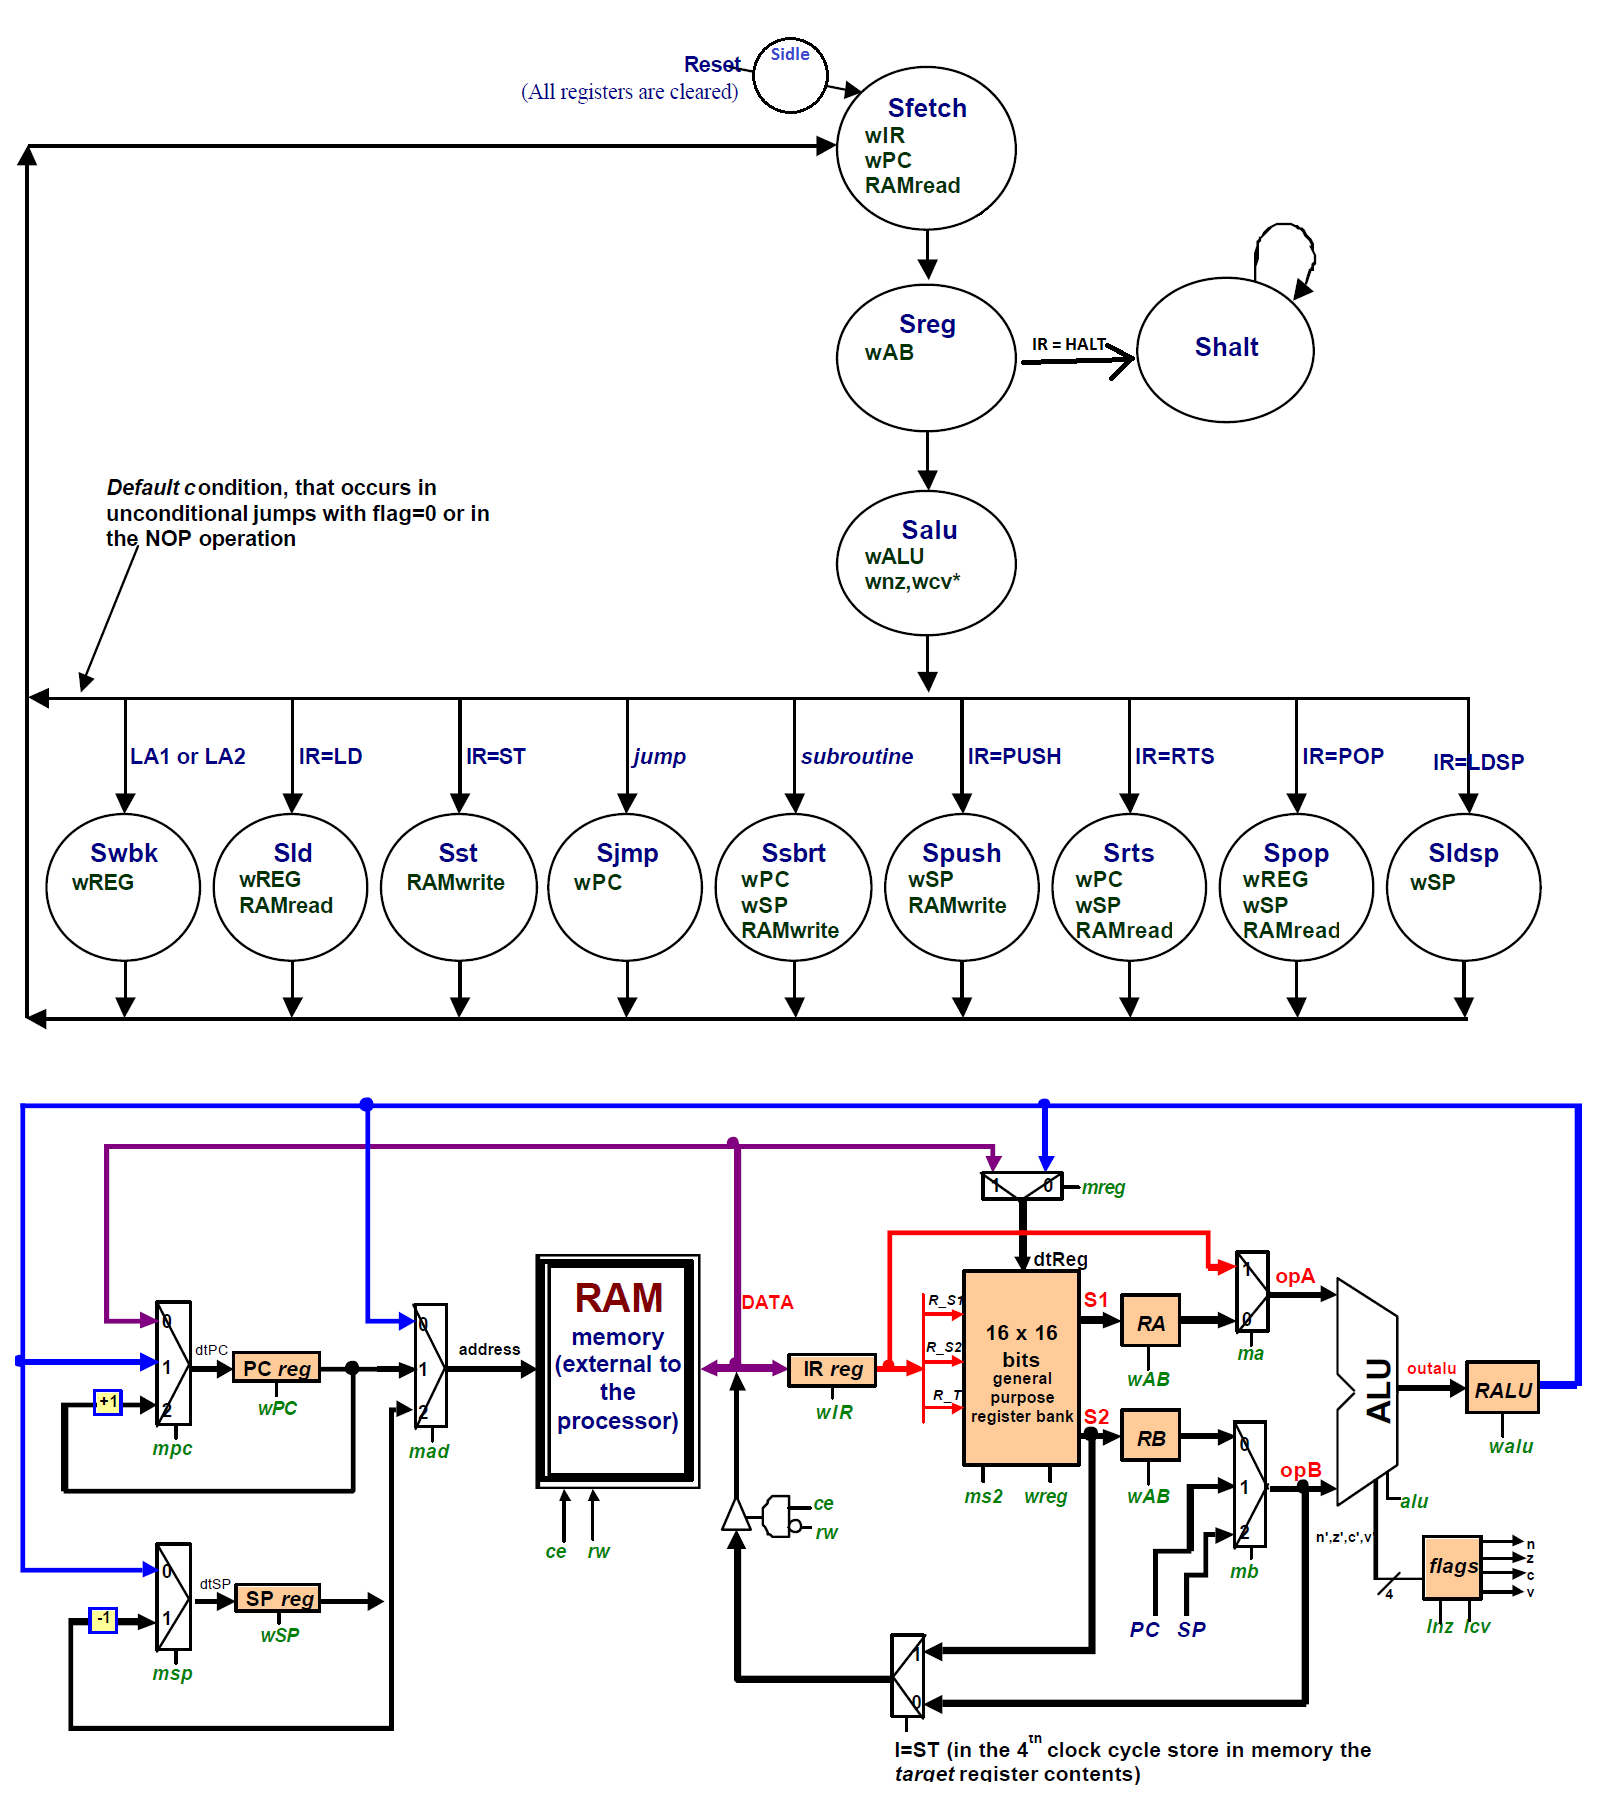 Sidle
Reset
(All registers are cleared)
Sfetch
wIR
wPC
RAMread
Sreg
wAB
IR = HALT
Shalt
Default condition, that occurs in
unconditional jumps with flag=0 or in
the NOP operation
Salu
wALU
wnz,wcv*
LA1 or LA2
IR=LD
IR=ST
jump
subroutine
IR=PUSH
IR=RTS
IR=POP
IR=LDSP
Swbk
wREG
Sld
wREG
RAMread
Sst
RAMwrite
Sjmp
wPC
Ssbrt
wPC
wSP
RAMwrite
Spush
wSP
RAMwrite
Srts
wPC
wSP
RAMread
Spop
wREG
wSP
RAMread
Sldsp
wSP
1 0
mreg
dtReg
0
1
2
dtPC
PC reg
wPC
+1
mpc
0
1
2
mad
address
RAM
memory
(external to
the
processor)
ce
rw
DATA
IR reg
wIR
R_S1
R_S2
R_T
16 x 16
bits
general
purpose
register bank
ms2
wreg
S1
S2
RA
wAB
RB
wAB
1
0
ma
opA
0
1
2
mb
opB
PC
SP
ALU
alu
outalu
RALU
walu
n',z',c',v'
4
flags
n
z
c
v
lnz
lcv
ce
rw
0
1
dtSP
SP reg
wSP
-1
msp
1
0
I=ST (in the 4th clock cycle store in memory the
target register contents)